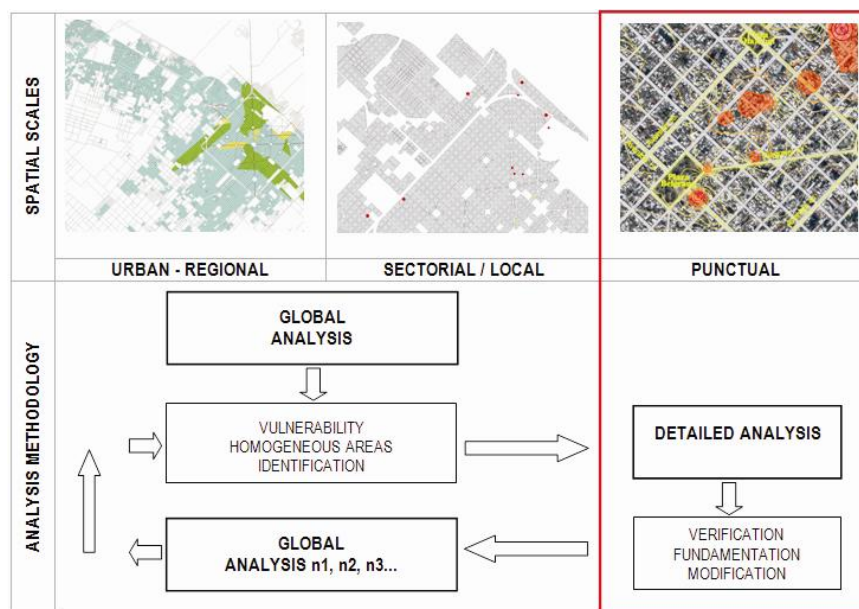 SPATIAL SCALES
URBAN - REGIONAL
SECTORIAL / LOCAL
PUNCTUAL
ANALYSIS METHODOLOGY
GLOBAL
ANALYSIS
VULNERABILITY
HOMOGENEOUS AREAS
IDENTIFICATION
DETAILED ANALYSIS
GLOBAL
ANALYSIS n1, n2, n3...
VERIFICATION
FUNDAMENTATION
MODIFICATION